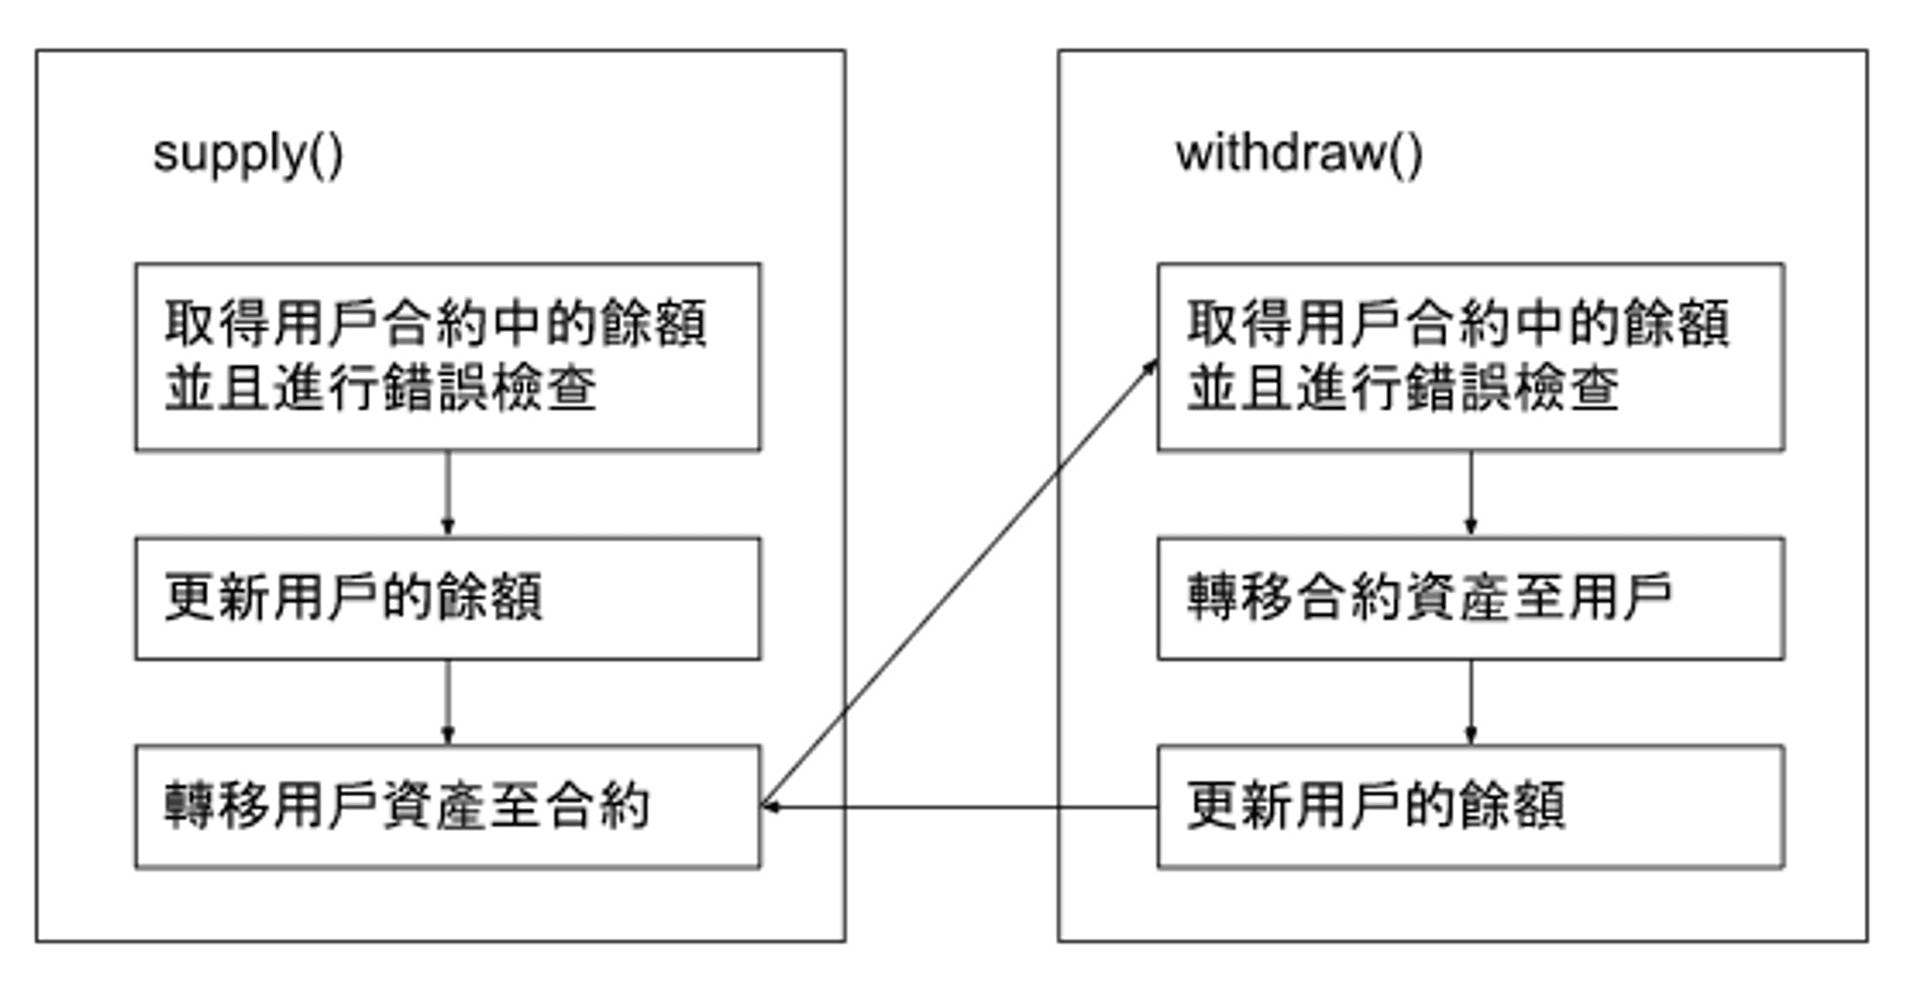 supply()
取得用戶合約中的餘額
並且進行錯誤檢查
更新用戶的餘額
轉移用戶資產至合約
withdraw()
取得用戶合約中的餘額
並且進行錯誤檢查
轉移合約資產至用戶
更新用戶的餘額